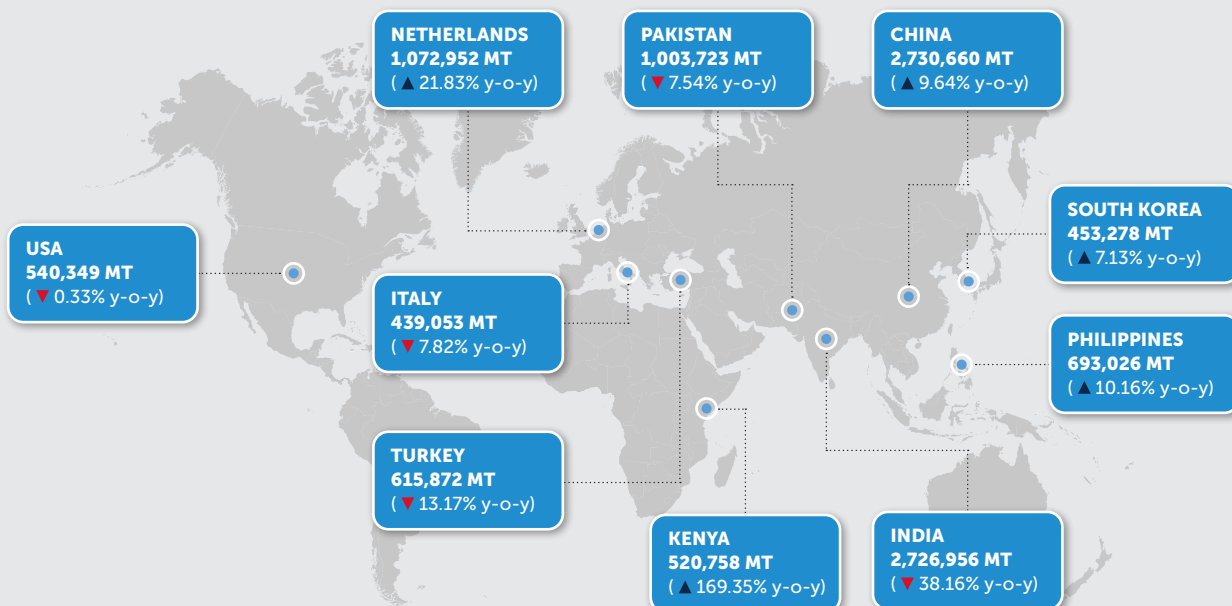 NETHERLANDS
1,072,952 MT
( ▲ 21.83% y-o-y)
PAKISTAN
1,003,723 MT
( ▼ 7.54% y-o-y)
CHINA
2,730,660 MT
( ▲ 9.64% y-o-y)
SOUTH KOREA
453,278 MT
( ▲ 7.13% y-o-y)
USA
540,349 MT
( ▼ 0.33% y-o-y)
ITALY
439,053 MT
( ▼ 7.82% y-o-y)
PHILIPPINES
693,026 MT
( ▲ 10.16% y-o-y)
TURKEY
615,872 MT
( ▼ 13.17% y-o-y)
KENYA
520,758 MT
( ▲ 169.35% y-o-y)
INDIA
2,726,956 MT
( ▼ 38.16% y-o-y)